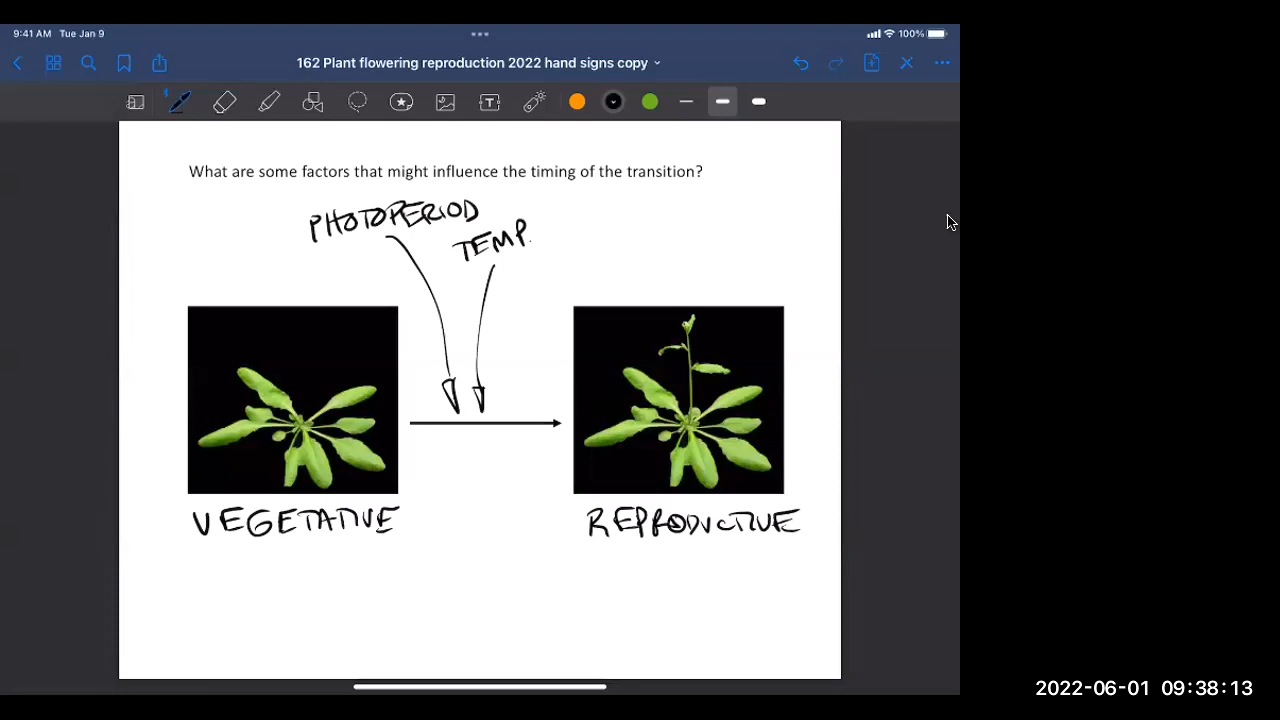 9:41 AM Tue Jan 9
100%
162 Plant flowering reproduction 2022 hand signs copy
What are some factors that might influence the timing of the transition?
PHOTOPERIOD
TEMP.
VEGETATIVE
REPRODUCTIVE
2022-06-01 09:38:13